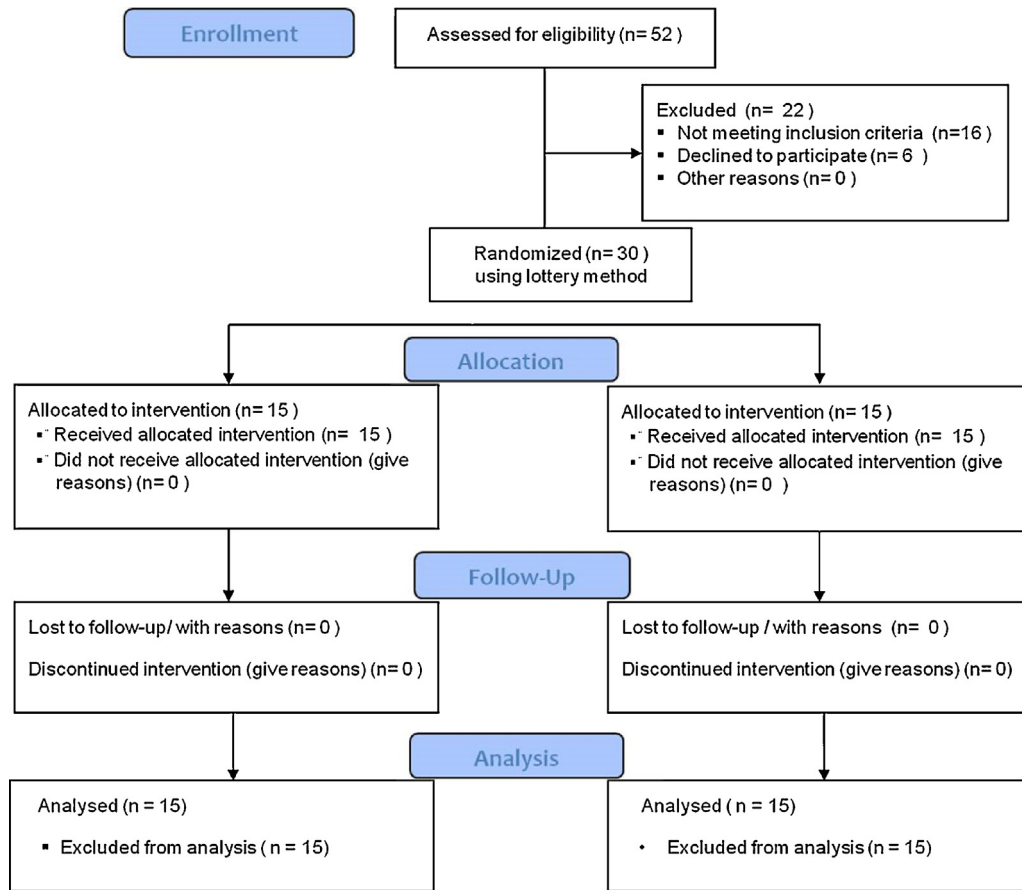 Enrollment
Assessed for eligibility (n= 52 )
Excluded (n= 22 )
▪ Not meeting inclusion criteria (n=16 )
▪ Declined to participate (n= 6 )
▪ Other reasons (n= 0 )
Randomized (n= 30 )
using lottery method
Allocation
Allocated to intervention (n= 15 )
▪ Received allocated intervention (n= 15 )
▪ Did not receive allocated intervention (give
reasons) (n= 0 )
Allocated to intervention (n= 15 )
▪ Received allocated intervention (n= 15 )
▪ Did not receive allocated intervention (give
reasons) (n= 0 )
Follow-Up
Lost to follow-up/ with reasons (n= 0 )
Discontinued intervention (give reasons) (n= 0 )
Lost to follow-up / with reasons (n= 0 )
Discontinued intervention (give reasons) (n= 0)
Analysis
Analysed (n = 15)
▪ Excluded from analysis ( n = 15)
Analysed ( n = 15)
• Excluded from analysis (n = 15)